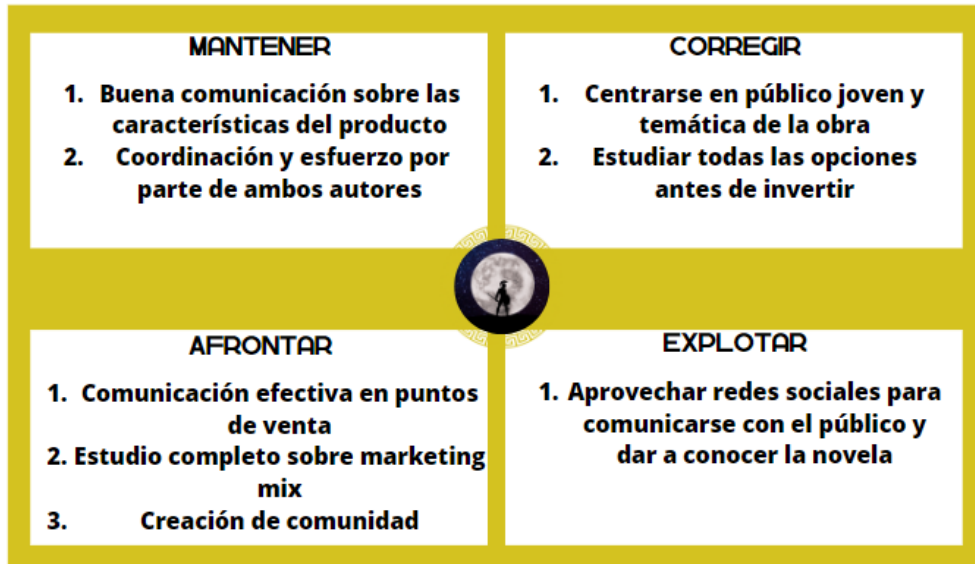 MANTENER
1. Buena comunicación sobre las
características del producto
2. Coordinación y esfuerzo por
parte de ambos autores
CORREGIR
1. Centrarse en público joven y
temática de la obra
2. Estudiar todas las opciones
antes de invertir
AFRONTAR
1. Comunicación efectiva en puntos
de venta
2. Estudio completo sobre marketing
mix
3. Creación de comunidad
EXPLOTAR
1. Aprovechar redes sociales para
comunicarse con el público y
dar a conocer la novela